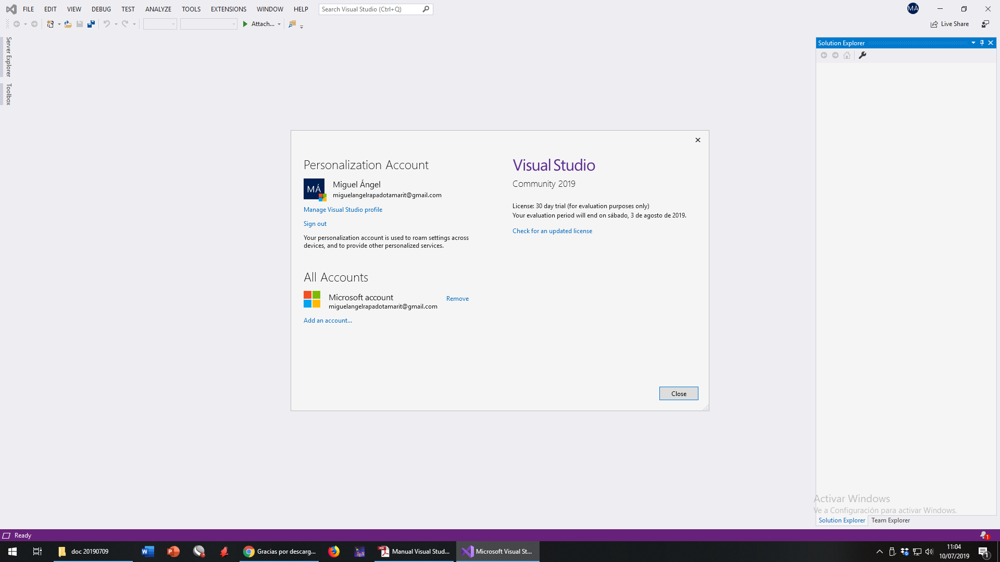 FILE EDIT VIEW DEBUG TEST ANALYZE TOOLS EXTENSIONS WINDOW HELP Search Visual Studio (Ctrl+Q) MÁ
Attach... Live Share
Server Explorer
Toolbox
Solution Explorer
Personalization Account
MÁ
Miguel Ángel
miguelangelrapadotamarit@gmail.com
Manage Visual Studio profile
Sign out
Your personalization account is used to roam settings across
devices, and to provide other personalized services.
All Accounts
Microsoft account
miguelangelrapadotamarit@gmail.com
Remove
Add an account...
Visual Studio
Community 2019
License: 30 day trial (for evaluation purposes only)
Your evaluation period will end on sábado, 3 de agosto de 2019.
Check for an updated license
Close
Activar Windows
Ve a Configuración para activar Windows.
Solution Explorer Team Explorer
Ready 1
doc 20190709 Gracias por descarg... Manual Visual Stud... Microsoft Visual St...
11:04
10/07/2019
1